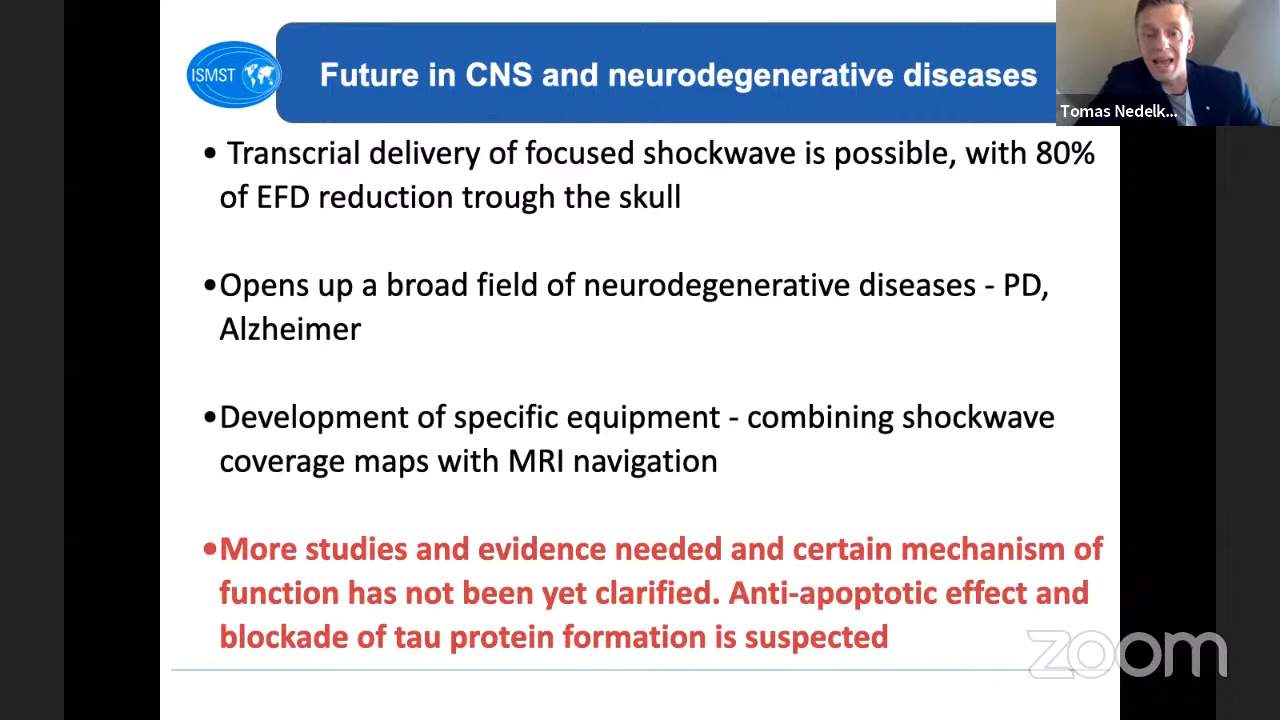 ISMST
Future in CNS and neurodegenerative diseases
Tomas Nedelk...
• Transcrial delivery of focused shockwave is possible, with 80%
of EFD reduction trough the skull
•Opens up a broad field of neurodegenerative diseases - PD,
Alzheimer
•Development of specific equipment - combining shockwave
coverage maps with MRI navigation
•More studies and evidence needed and certain mechanism of
function has not been yet clarified. Anti-apoptotic effect and
blockade of tau protein formation is suspected
zoom